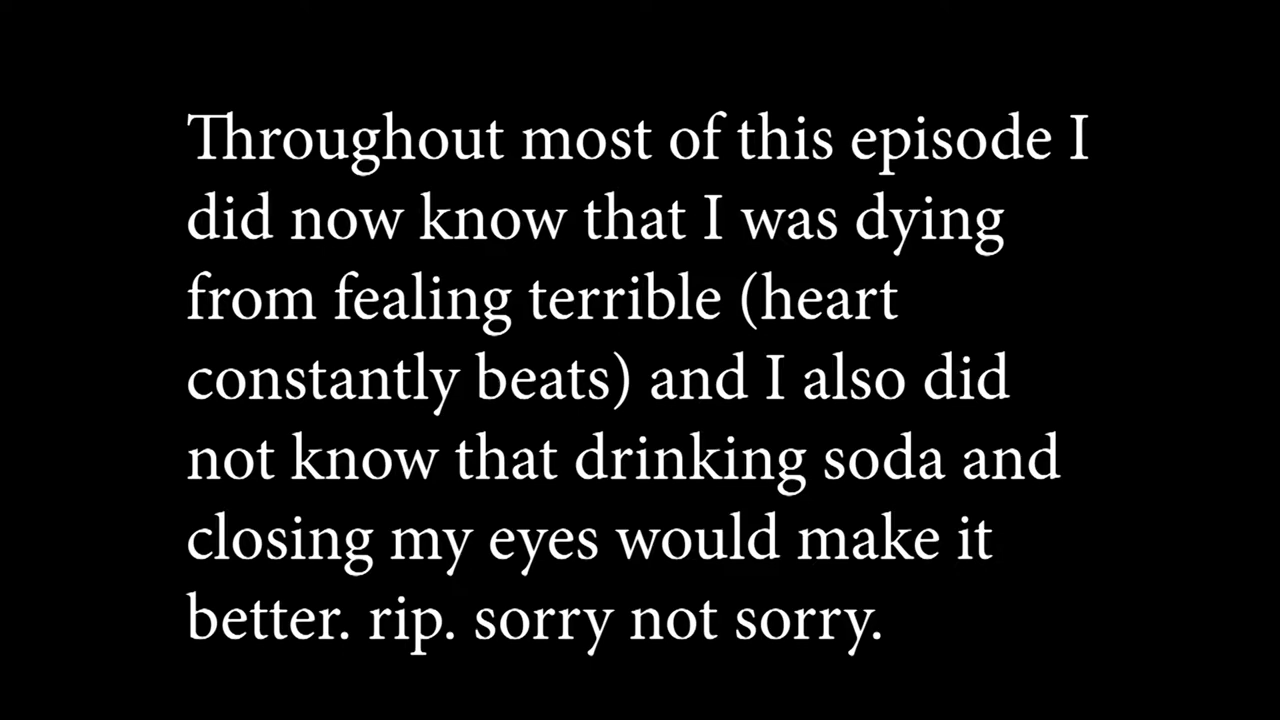 Throughout most of this episode I
did now know that I was dying
from fealing terrible (heart
constantly beats) and I also did
not know that drinking soda and
closing my eyes would make it
better. rip. sorry not sorry.